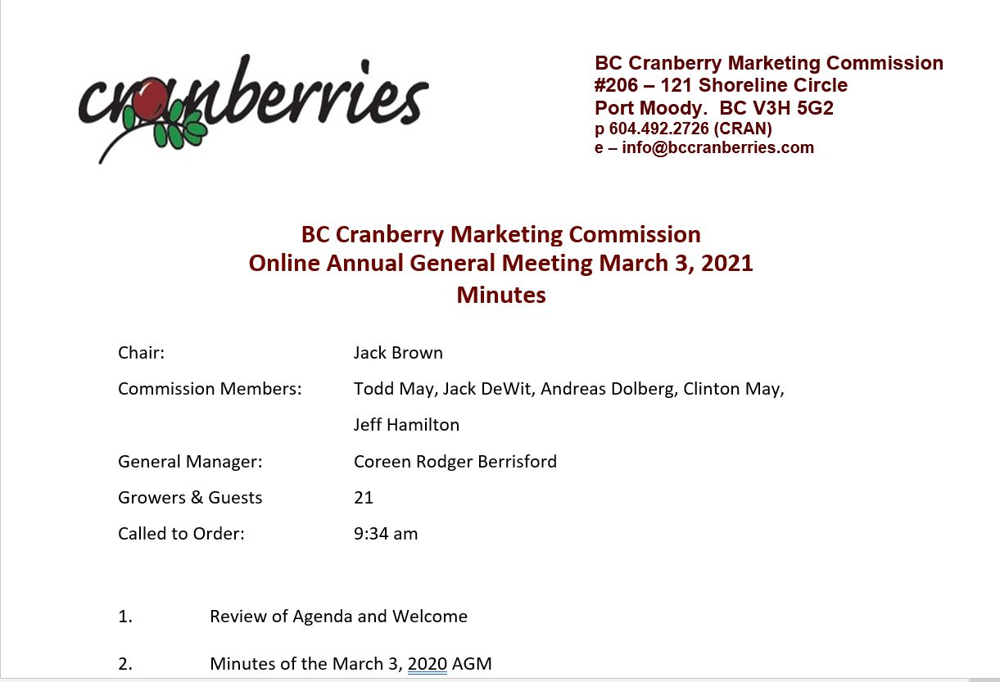 cranberries
BC Cranberry Marketing Commission
#206 – 121 Shoreline Circle
Port Moody.  BC V3H 5G2
p 604.492.2726 (CRAN)
e – info@bccranberries.com
BC Cranberry Marketing Commission
Online Annual General Meeting March 3, 2021
Minutes
Chair: Jack Brown
Commission Members: Todd May, Jack DeWit, Andreas Dolberg, Clinton May,
Jeff Hamilton
General Manager: Coreen Rodger Berrisford
Growers & Guests 21
Called to Order: 9:34 am
1. Review of Agenda and Welcome
2. Minutes of the March 3, 2020 AGM